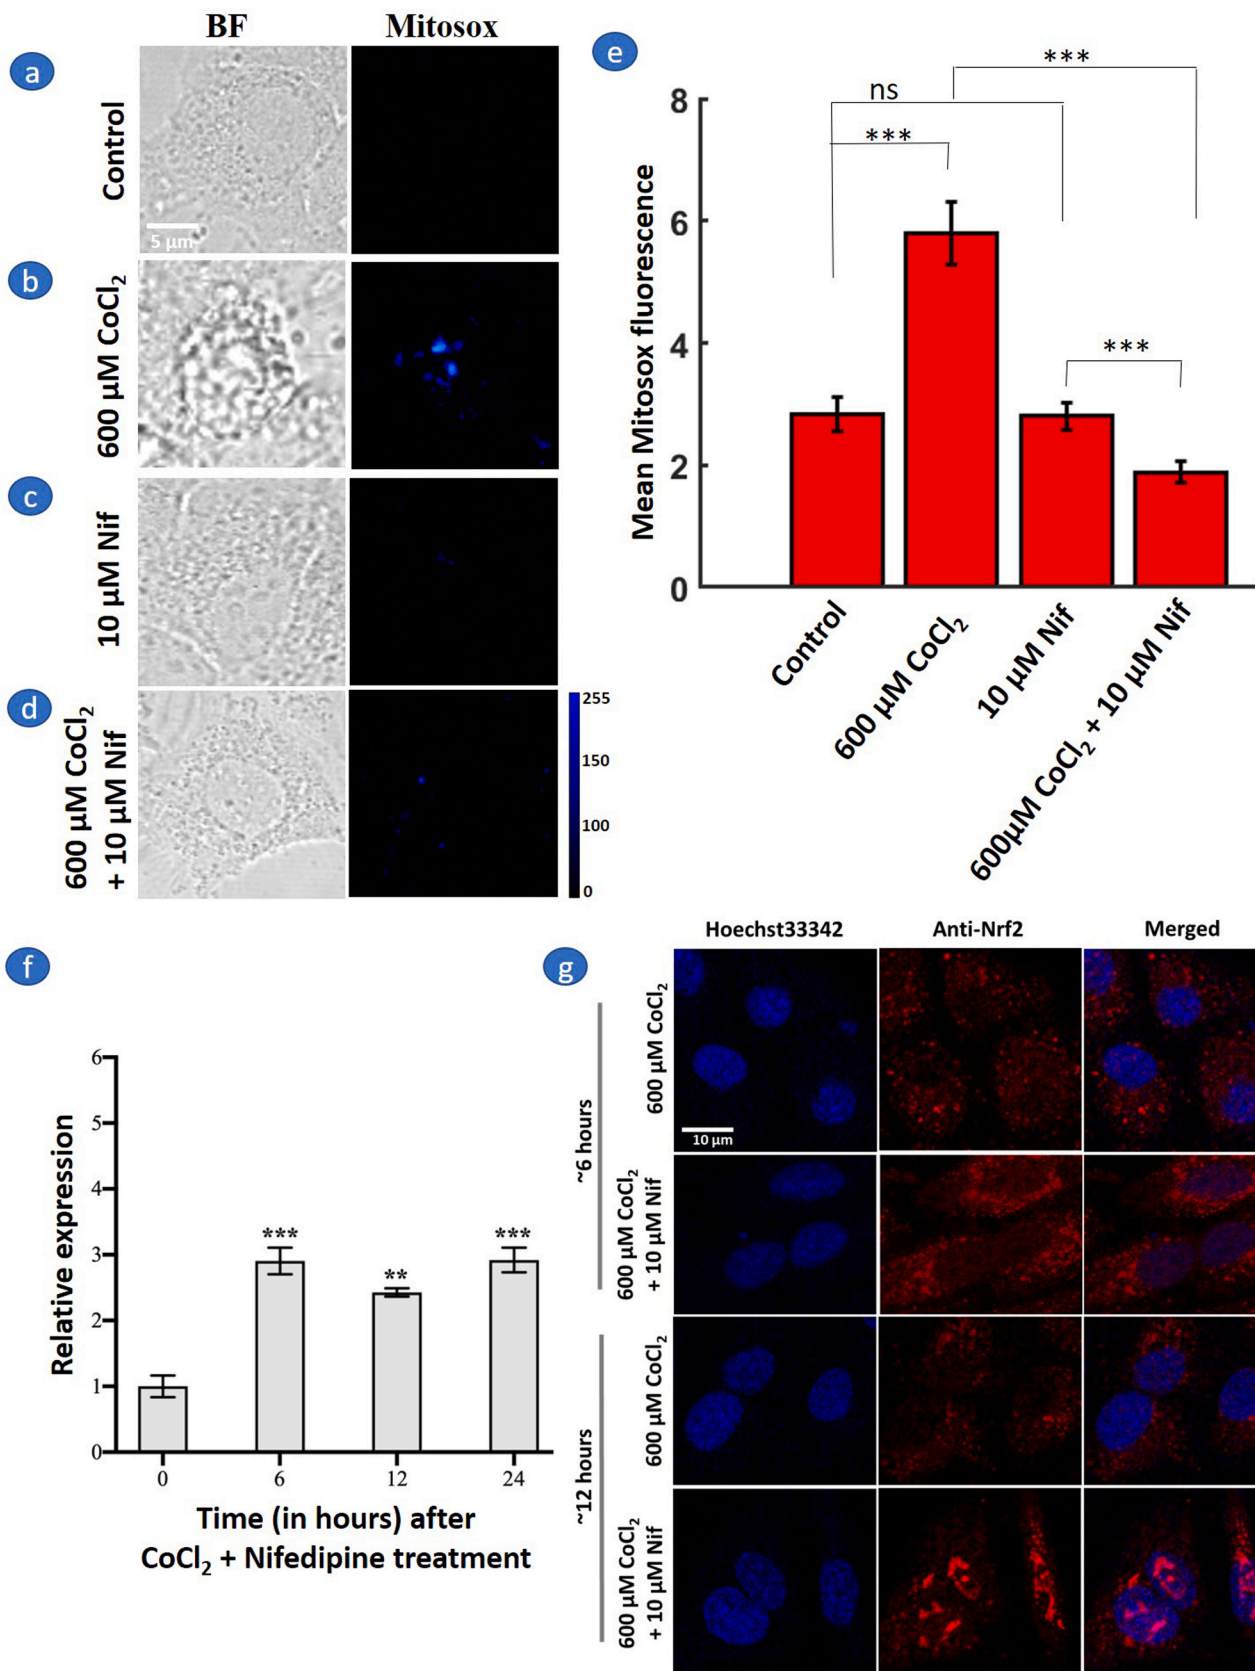 BF
Mitosox
a
Control
5 µm
b
600 µM CoCl₂
c
10 µM Nif
d
600 µM CoCl₂
+ 10 µM Nif
255
150
100
0
e
***
ns
***
***
8
6
4
2
0
Mean Mitosox fluorescence
Control
600 µM CoCl₂
10 µM Nif
600µM CoCl₂ + 10 µM Nif
f
6
5
4
3
2
1
0
Relative expression
***
**
***
0
6
12
24
Time (in hours) after
CoCl₂ + Nifedipine treatment
g
Hoechst33342
Anti-Nrf2
Merged
~6 hours
600 µM CoCl₂
10 µm
600 µM CoCl₂
+ 10 µM Nif
~12 hours
600 µM CoCl₂
600 µM CoCl₂
+ 10 µM Nif